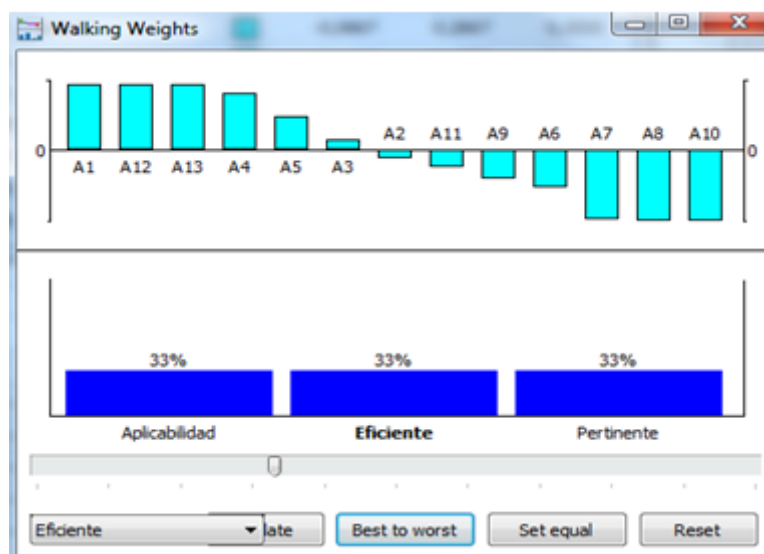 Walking Weights
A2 A11 A9 A6 A7 A8 A10
0 0
A1 A12 A13 A4 A5 A3
33% 33% 33%
Aplicabilidad Eficiente Pertinente
Eficiente late Best to worst Set equal Reset